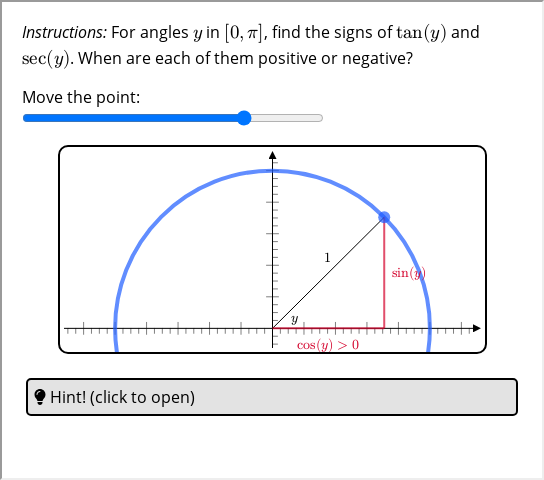 Instructions: For angles y in [0, π], find the signs of tan(y) and
sec(y). When are each of them positive or negative?
Move the point:
1
sin(y)
y
cos(y) > 0
Hint! (click to open)